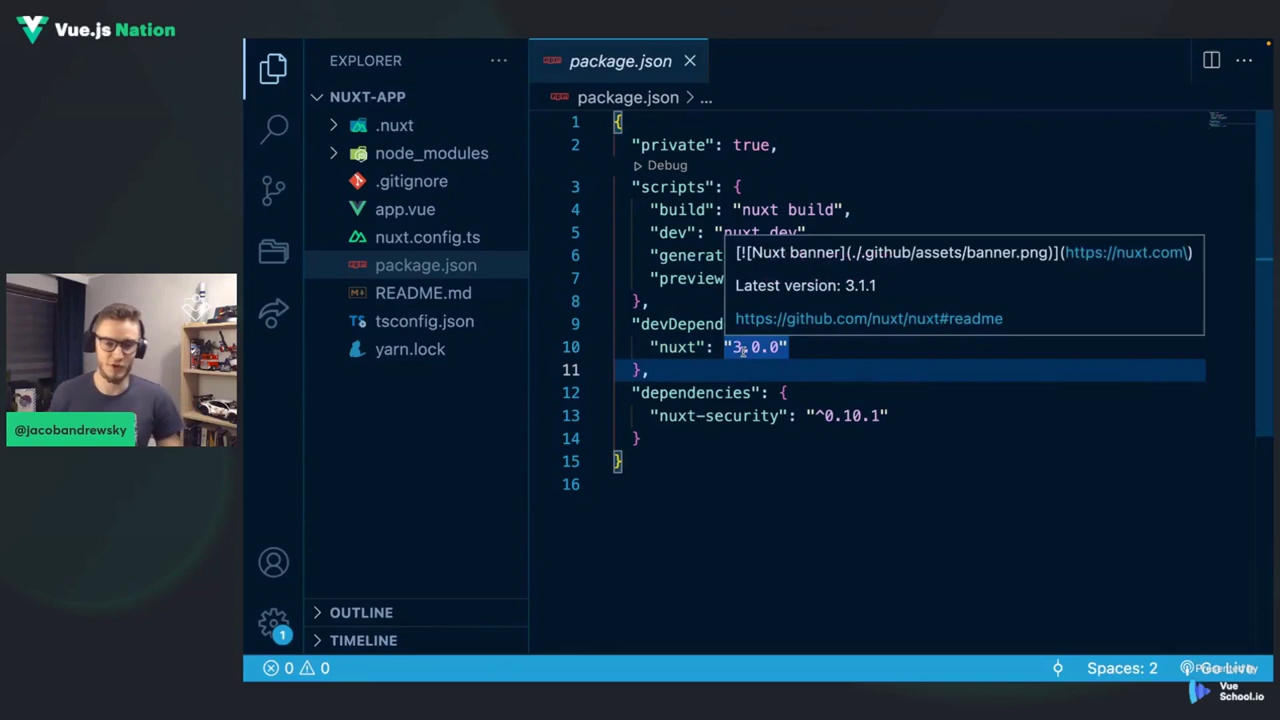 Vue.js Nation
EXPLORER
NUXT-APP
.nuxt
node_modules
.gitignore
app.vue
nuxt.config.ts
package.json
README.md
tsconfig.json
yarn.lock
OUTLINE
TIMELINE
package.json
package.json > ...
1 {
2 "private": true,
Debug
3 "scripts": {
4 "build": "nuxt build",
5 "dev": "nuxt dev"
6 "generat
7 "preview
8 },
9 "devDepend
10 "nuxt": "3.0.0"
11 },
12 "dependencies": {
13 "nuxt-security": "^0.10.1"
14 }
15 }
16
[![Nuxt banner](./.github/assets/banner.png)](https://nuxt.com\)
Latest version: 3.1.1
https://github.com/nuxt/nuxt#readme
@jacobandrewsky
1
0 0
Spaces: 2
Go Live
Presented by
Vue
School.io